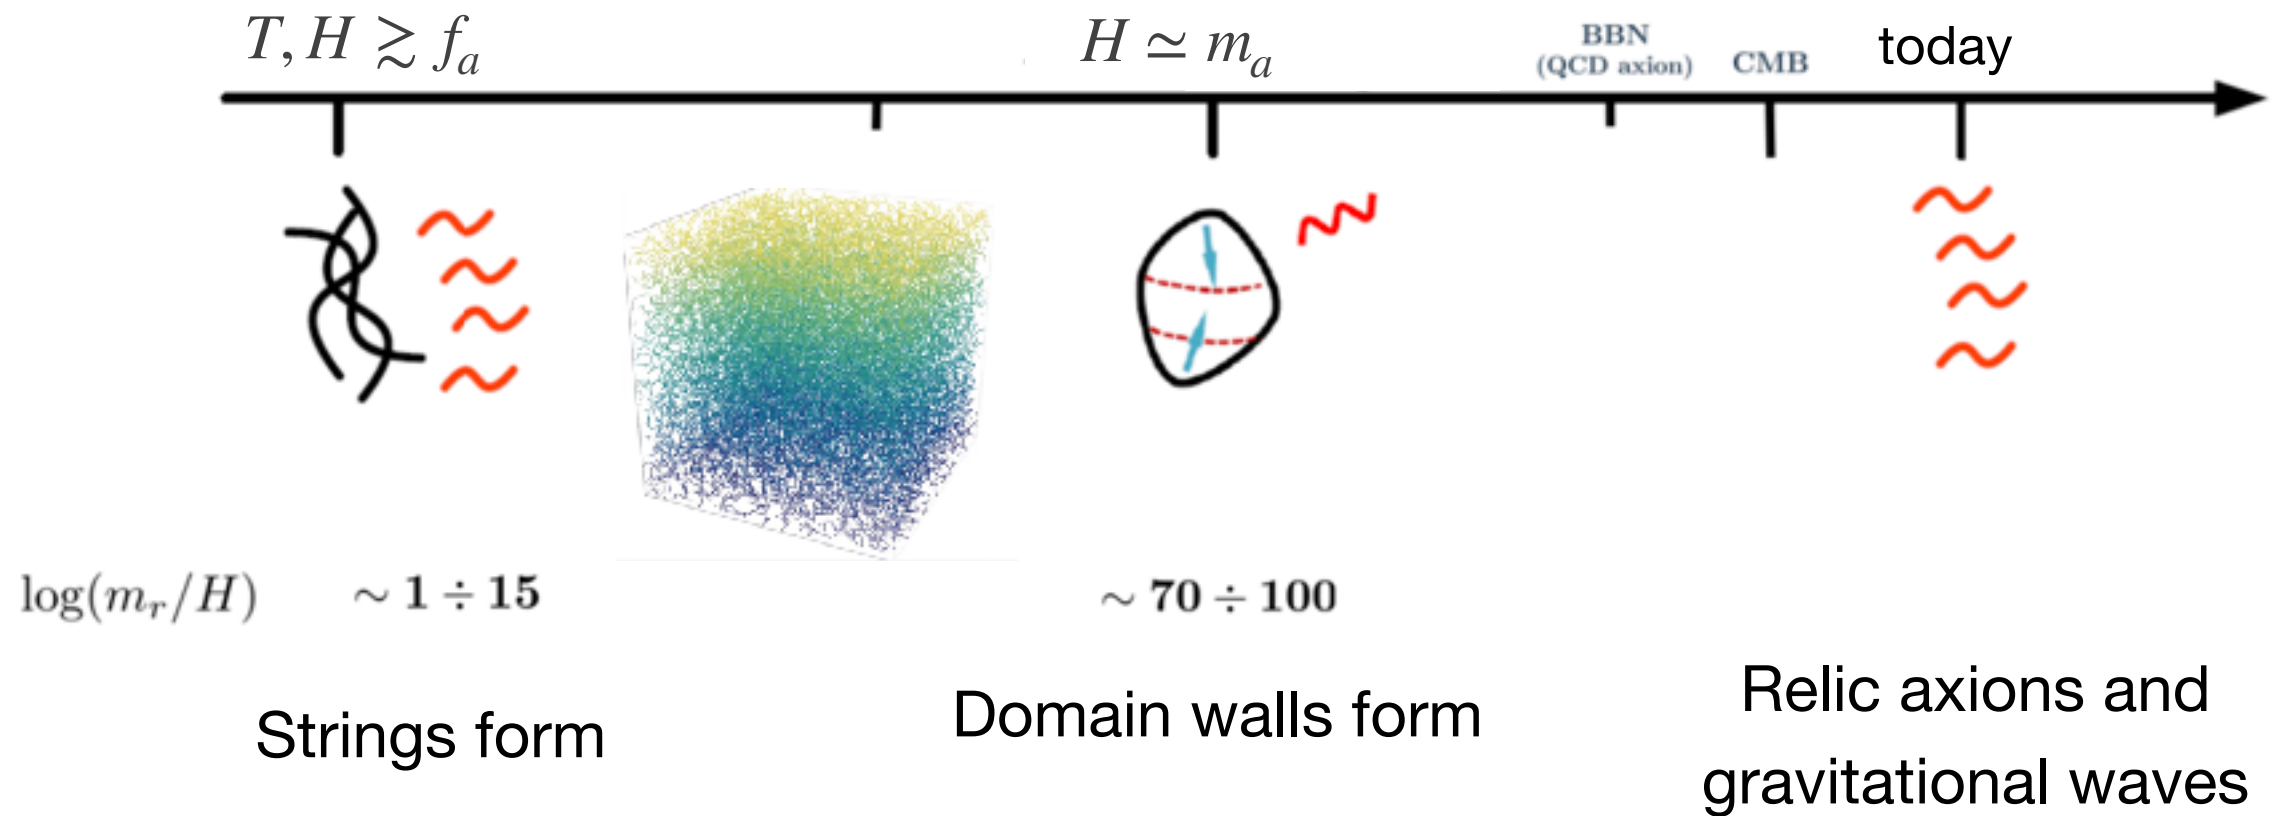 T, H ≳ f_a
H ≃ m_a
BBN
(QCD axion)
CMB
today
log(m_r/H)
∼ 1 ÷ 15
∼ 70 ÷ 100
Strings form
Domain walls form
Relic axions and
gravitational waves